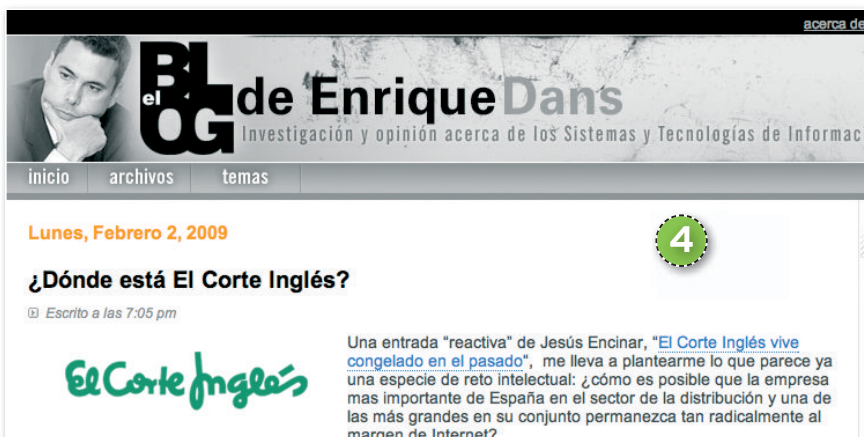 acerca de
el BLOG de Enrique Dans
Investigación y opinión acerca de los Sistemas y Tecnologías de Informac
inicio archivos temas
Lunes, Febrero 2, 2009
4
¿Dónde está El Corte Inglés?
Escrito a las 7:05 pm
El Corte Inglés
Una entrada “reactiva” de Jesús Encinar, “El Corte Inglés vive
congelado en el pasado“, me lleva a plantearme lo que parece ya
una especie de reto intelectual: ¿cómo es posible que la empresa
mas importante de España en el sector de la distribución y una de
las más grandes en su conjunto permanezca tan radicalmente al
margen de Internet?